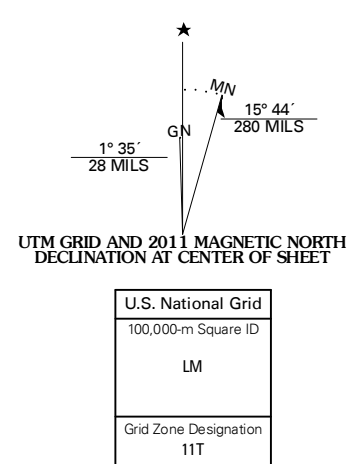 MN
15° 44´
280 MILS
GN
1° 35´
28 MILS
UTM GRID AND 2011 MAGNETIC NORTH
DECLINATION AT CENTER OF SHEET
U.S. National Grid
100,000-m Square ID
LM
Grid Zone Designation
11T